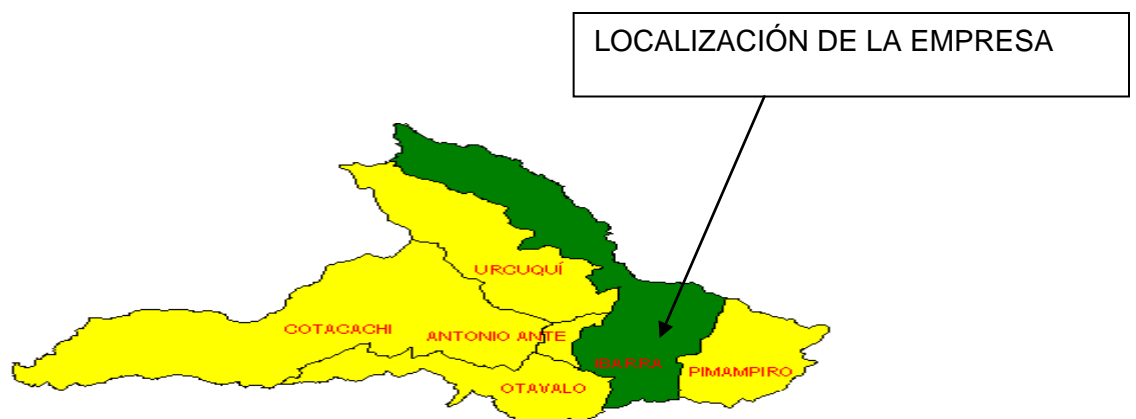 LOCALIZACIÓN DE LA EMPRESA
URCUQUÍ
COTACACHI
ANTONIO ANTE
IBARRA
PIMAMPIRO
OTAVALO